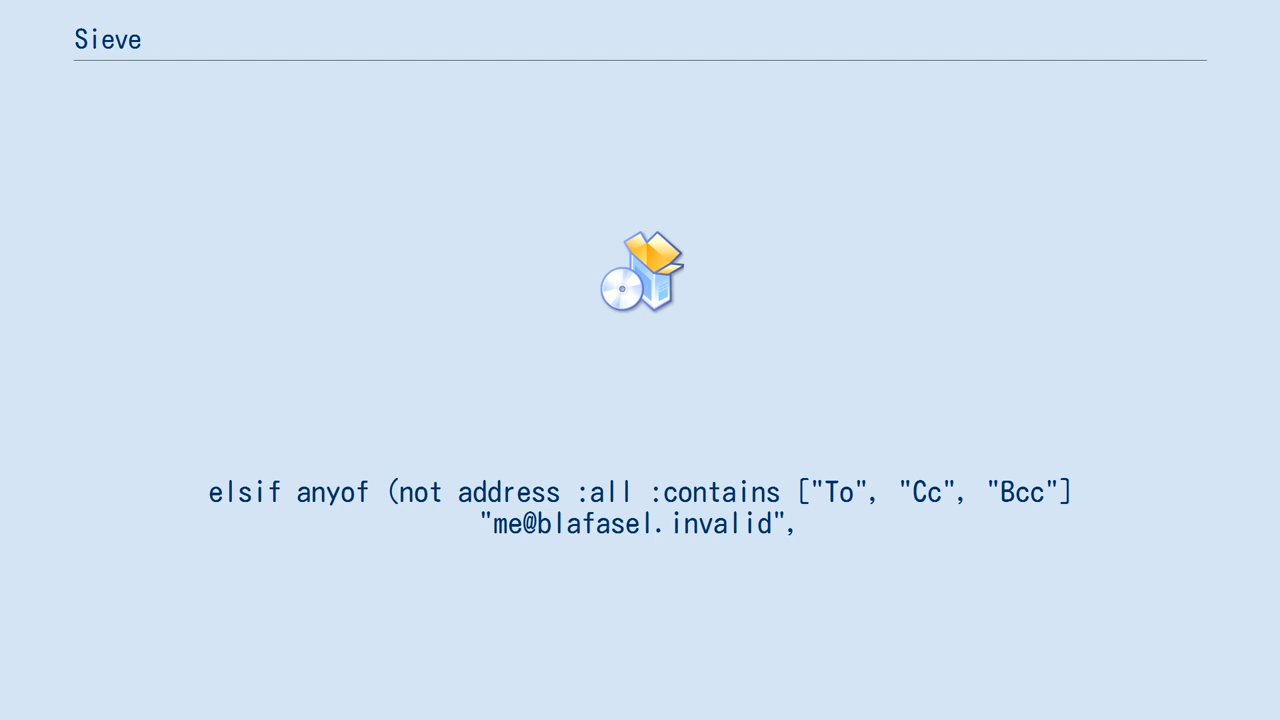 Sieve
elsif anyof (not address :all :contains ["To", "Cc", "Bcc"]
"me@blafasel.invalid",